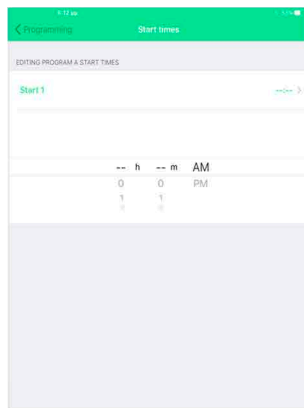 Programming Start times
EDITING PROGRAM A START TIMES
Start 1 --:--
-- h -- m AM
0 0 PM
1 1